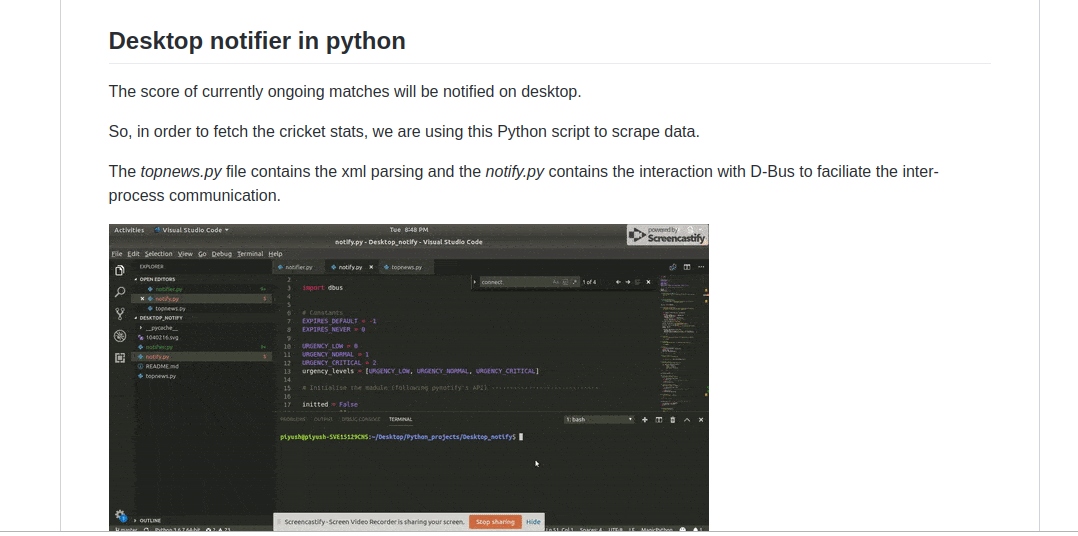 Desktop notifier in python
The score of currently ongoing matches will be notified on desktop.
So, in order to fetch the cricket stats, we are using this Python script to scrape data.
The topnews.py file contains the xml parsing and the notify.py contains the interaction with D-Bus to faciliate the inter-
process communication.
Activities Visual Studio Code Tue 8:48 PM
powered by
Screencastify
notify.py - Desktop_notify - Visual Studio Code
File Edit Selection View Go Debug Terminal Help
EXPLORER
notifier.py notify.py × topnews.py
OPEN EDITORS
notifier.py
× notify.py
topnews.py
DESKTOP_NOTIFY
__pycache__
1040216.svg
notifier.py
notify.py
README.md
topnews.py
OUTLINE
connect 1 of 4
2
3 import dbus
4
5
6 # Constants
7 EXPIRES_DEFAULT = -1
8 EXPIRES_NEVER = 0
9
10 URGENCY_LOW = 0
11 URGENCY_NORMAL = 1
12 URGENCY_CRITICAL = 2
13 urgency_levels = [URGENCY_LOW, URGENCY_NORMAL, URGENCY_CRITICAL]
14
15 # Initialise the module (following pynotify's API) ---------------------------
16
17 initted = False
PROBLEMS OUTPUT DEBUG CONSOLE TERMINAL 1: bash
piyush@piyush-SVE15129CNS:~/Desktop/Python_projects/Desktop_notify$
Screencastify - Screen Video Recorder is sharing your screen. Stop sharing Hide